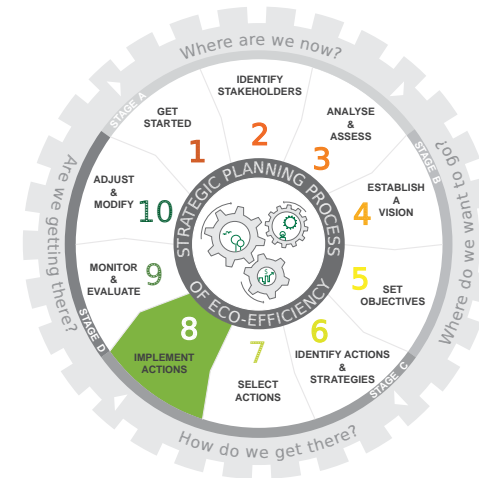 Where are we now?
STAGE A
GET
STARTED
1
IDENTIFY
STAKEHOLDERS
2
ANALYSE
&
ASSESS
3
Where do we want to go?
STAGE B
ESTABLISH
A
VISION
4
5
SET
OBJECTIVES
How do we get there?
STAGE C
6
IDENTIFY ACTIONS
&
STRATEGIES
7
SELECT
ACTIONS
8
IMPLEMENT
ACTIONS
Are we getting there?
STAGE D
MONITOR
&
EVALUATE
9
ADJUST
&
MODIFY
10
STRATEGIC PLANNING PROCESS
OF ECO-EFFICIENCY